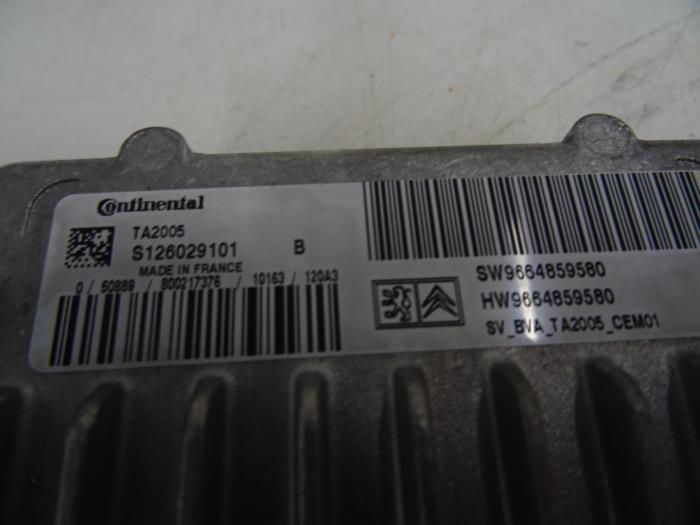 Continental
TA2005
S126029101 B
MADE IN FRANCE
0 / 50889 / 800217376 / 10163 / 120A3
SW9664859580
HW9664859580
SV_BVA_TA2005_CEM01